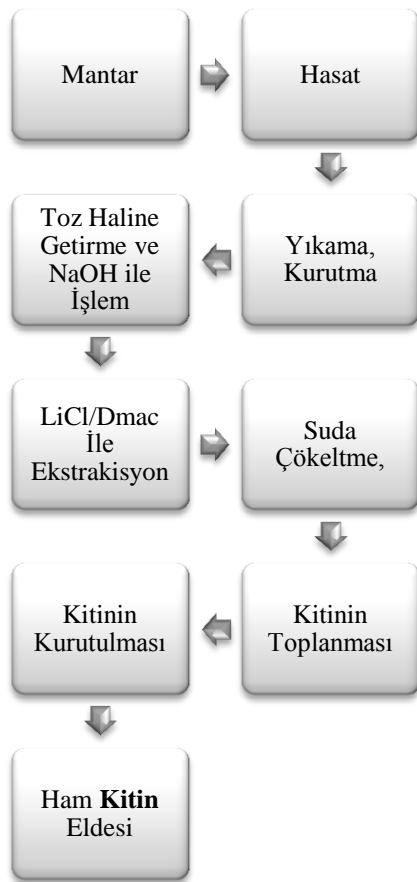 Mantar
Hasat
Yıkama,
Kurutma
Toz Haline
Getirme ve
NaOH ile
İşlem
LiCl/Dmac
İle
Ekstrakisyon
Suda
Çökeltme,
Kitinin
Toplanması
Kitinin
Kurutulması
Ham Kitin
Eldesi